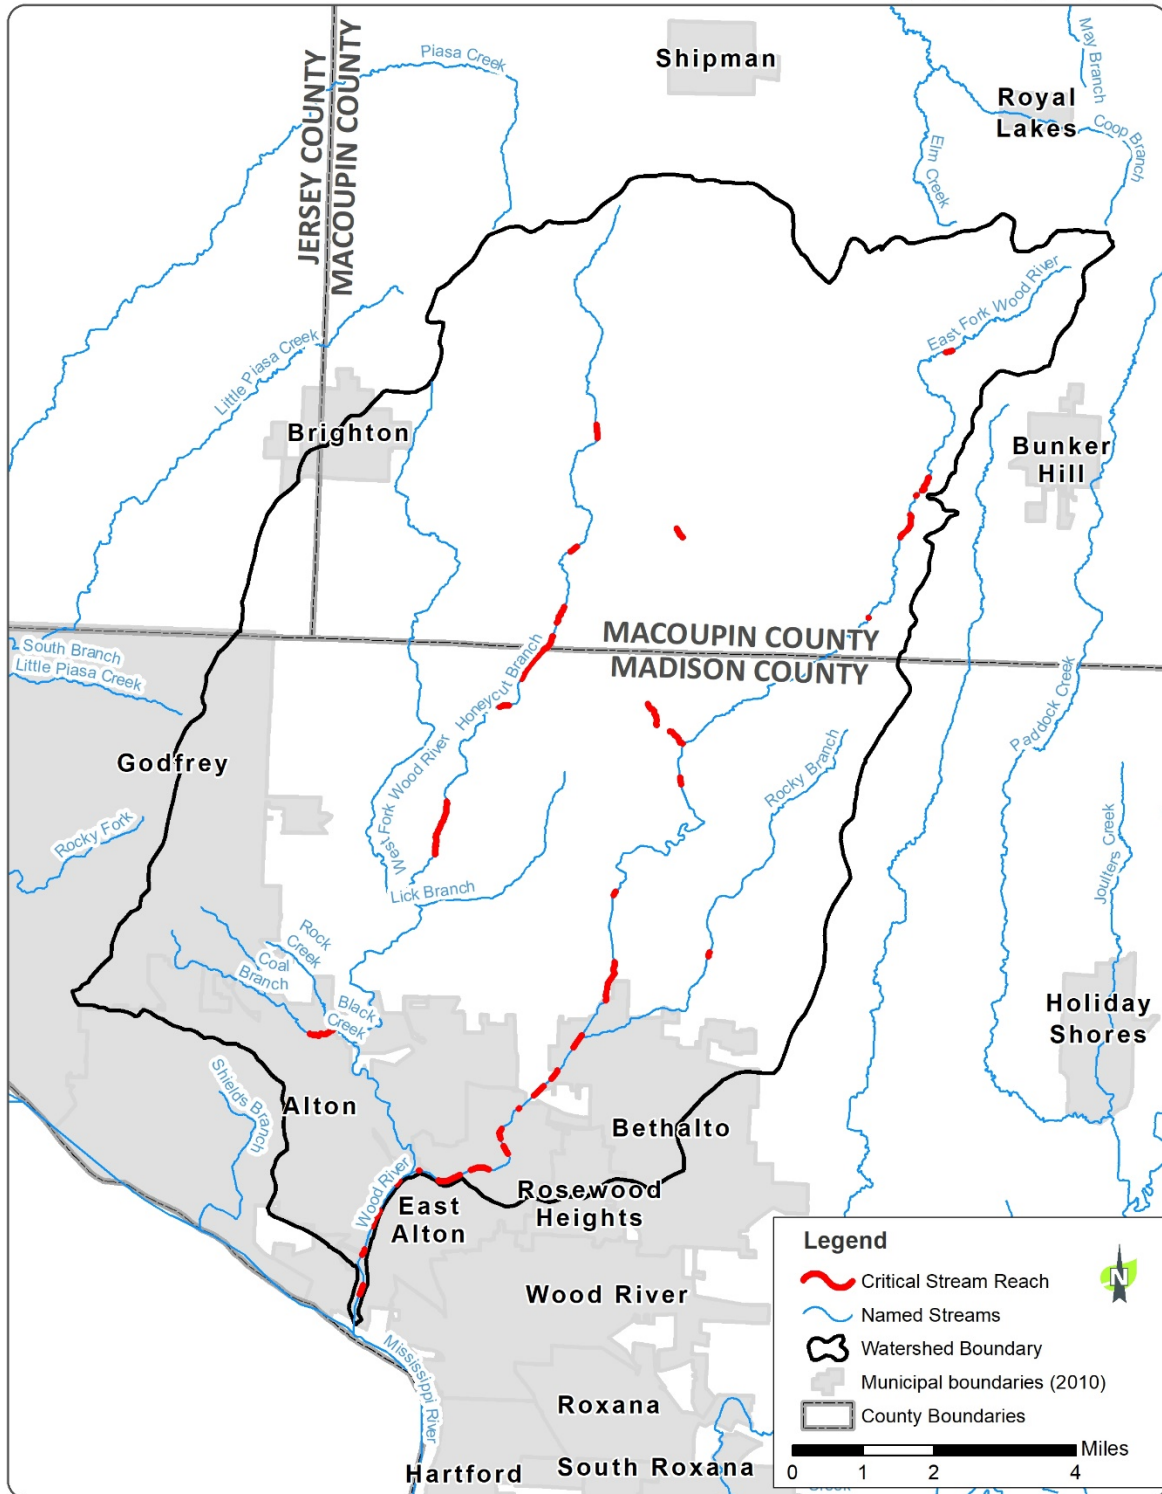 Piasa Creek
Shipman
May Branch
Royal
Lakes
Coop Branch
Elm Creek
JERSEY COUNTY
MACOUPIN COUNTY
East Fork Wood River
Little Piasa Creek
Brighton
Bunker
Hill
MACOUPIN COUNTY
MADISON COUNTY
South Branch
Little Piasa Creek
Honeycut Branch
Paddock Creek
Godfrey
West Fork Wood River
Rocky Branch
Rocky Fork
Joulters Creek
Lick Branch
Rock
Creek
Coal
Branch
Black
Creek
Holiday
Shores
Shields Branch
Alton
Bethalto
Wood River
East
Alton
Rosewood
Heights
Wood River
Mississippi River
Roxana
Hartford
South Roxana
Legend
N
Critical Stream Reach
Named Streams
Watershed Boundary
Municipal boundaries (2010)
County Boundaries
Miles
0 1 2 4
Creek